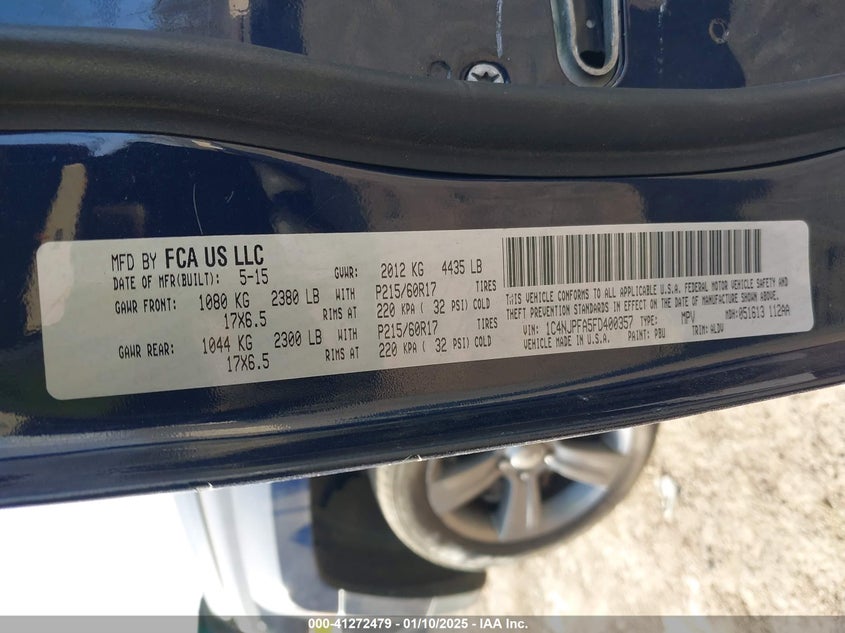 MFD BY FCA US LLC
DATE OF MFR(BUILT): 5-15 GVWR: 2012 KG 4435 LB
GAWR FRONT: 1080 KG 2380 LB WITH P215/60R17 TIRES
17X6.5 RIMS AT 220 KPA ( 32 PSI) COLD
GAWR REAR: 1044 KG 2300 LB WITH P215/60R17 TIRES
17X6.5 RIMS AT 220 KPA ( 32 PSI) COLD
THIS VEHICLE CONFORMS TO ALL APPLICABLE U.S.A. FEDERAL MOTOR VEHICLE SAFETY AND
THEFT PREVENTION STANDARDS IN EFFECT ON THE DATE OF MANUFACTURE SHOWN ABOVE.
VIN: 1C4NJPFA5FD400357 TYPE: MPV MDH: 051613 112AA
VEHICLE MADE IN U.S.A. PAINT: PBU TRIM: WLDV
000-41272479 — 01/10/2025 — IAA Inc.